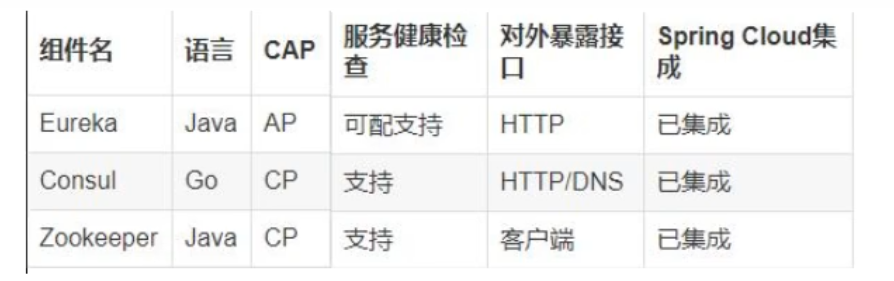 组件名 语言 CAP 服务健康检查 对外暴露接口 Spring Cloud集成
Eureka Java AP 可配支持 HTTP 已集成
Consul Go CP 支持 HTTP/DNS 已集成
Zookeeper Java CP 支持 客户端 已集成